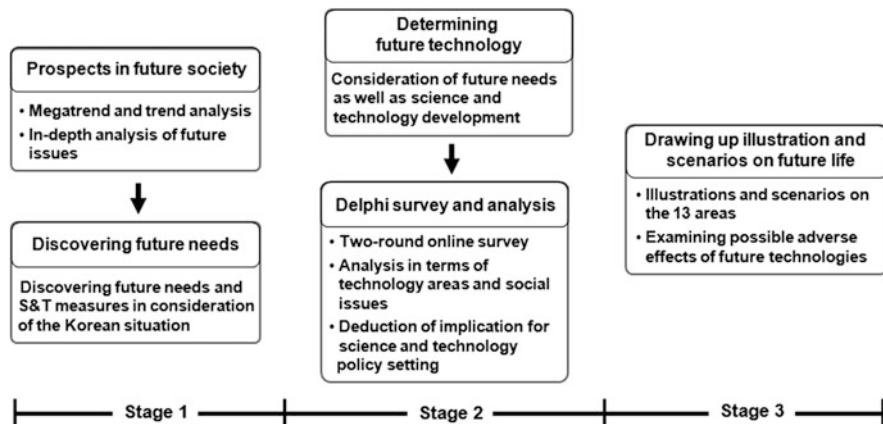 Prospects in future society
• Megatrend and trend analysis
• In-depth analysis of future
issues
Discovering future needs
Discovering future needs and
S&T measures in consideration
of the Korean situation
Determining
future technology
Consideration of future needs
as well as science and
technology development
Delphi survey and analysis
• Two-round online survey
• Analysis in terms of
technology areas and social
issues
• Deduction of implication for
science and technology
policy setting
Drawing up illustration and
scenarios on future life
• Illustrations and scenarios on
the 13 areas
• Examining possible adverse
effects of future technologies
Stage 1
Stage 2
Stage 3